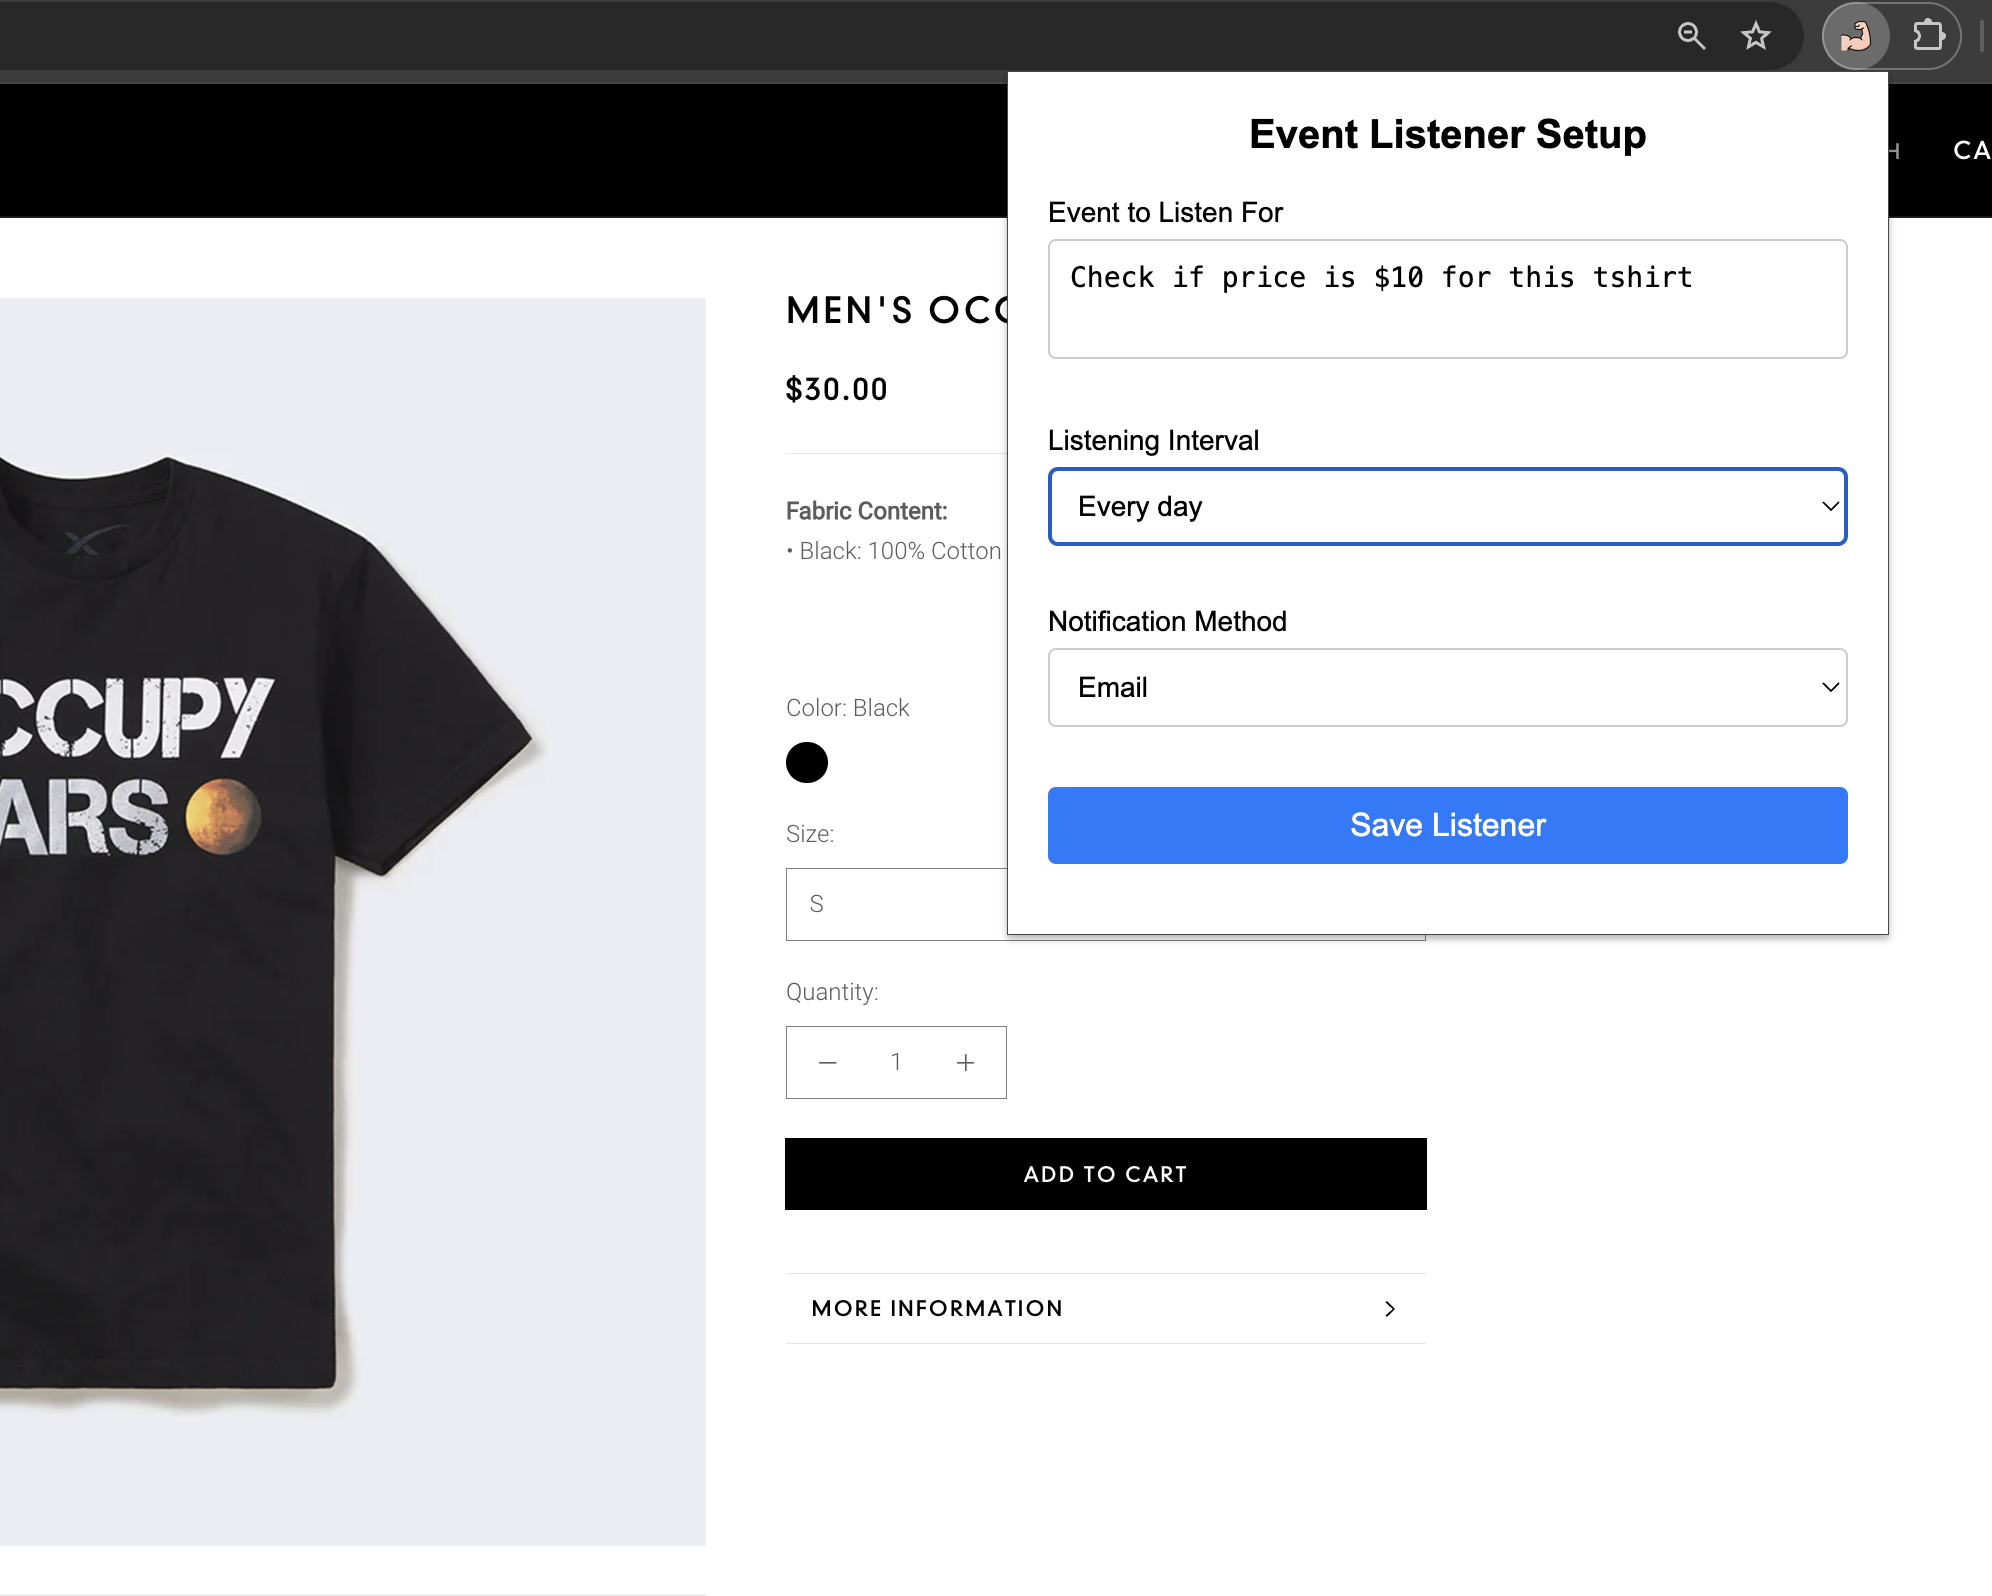 CA
Event Listener Setup
Event to Listen For
Check if price is $10 for this tshirt
Listening Interval
Every day
Notification Method
Email
Save Listener
MEN'S OCC
$30.00
Fabric Content:
• Black: 100% Cotton
Color: Black
Size:
S
Quantity:
— 1 +
ADD TO CART
MORE INFORMATION
CCUPY
ARS